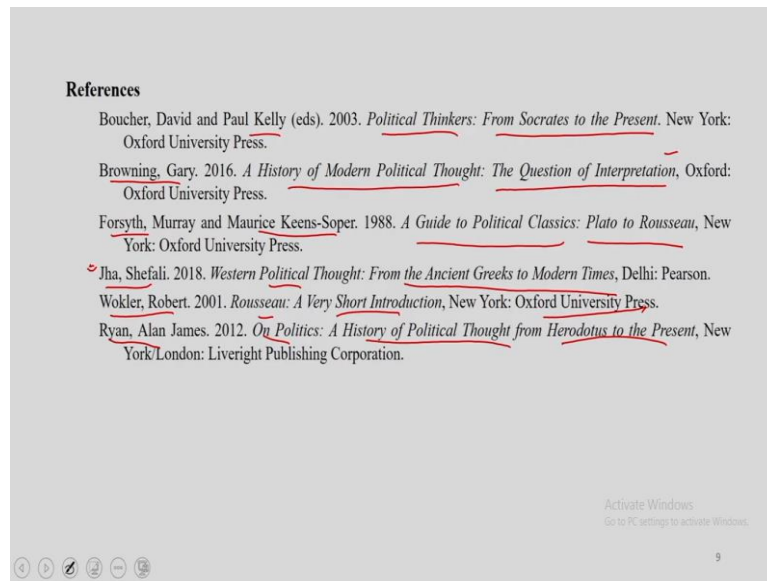 References
Boucher, David and Paul Kelly (eds). 2003. Political Thinkers: From Socrates to the Present. New York:
Oxford University Press.
Browning, Gary. 2016. A History of Modern Political Thought: The Question of Interpretation, Oxford:
Oxford University Press.
Forsyth, Murray and Maurice Keens-Soper. 1988. A Guide to Political Classics: Plato to Rousseau, New
York: Oxford University Press.
Jha, Shefali. 2018. Western Political Thought: From the Ancient Greeks to Modern Times, Delhi: Pearson.
Wokler, Robert. 2001. Rousseau: A Very Short Introduction, New York: Oxford University Press.
Ryan, Alan James. 2012. On Politics: A History of Political Thought from Herodotus to the Present, New
York/London: Liveright Publishing Corporation.
Activate Windows
Go to PC settings to activate Windows.
9